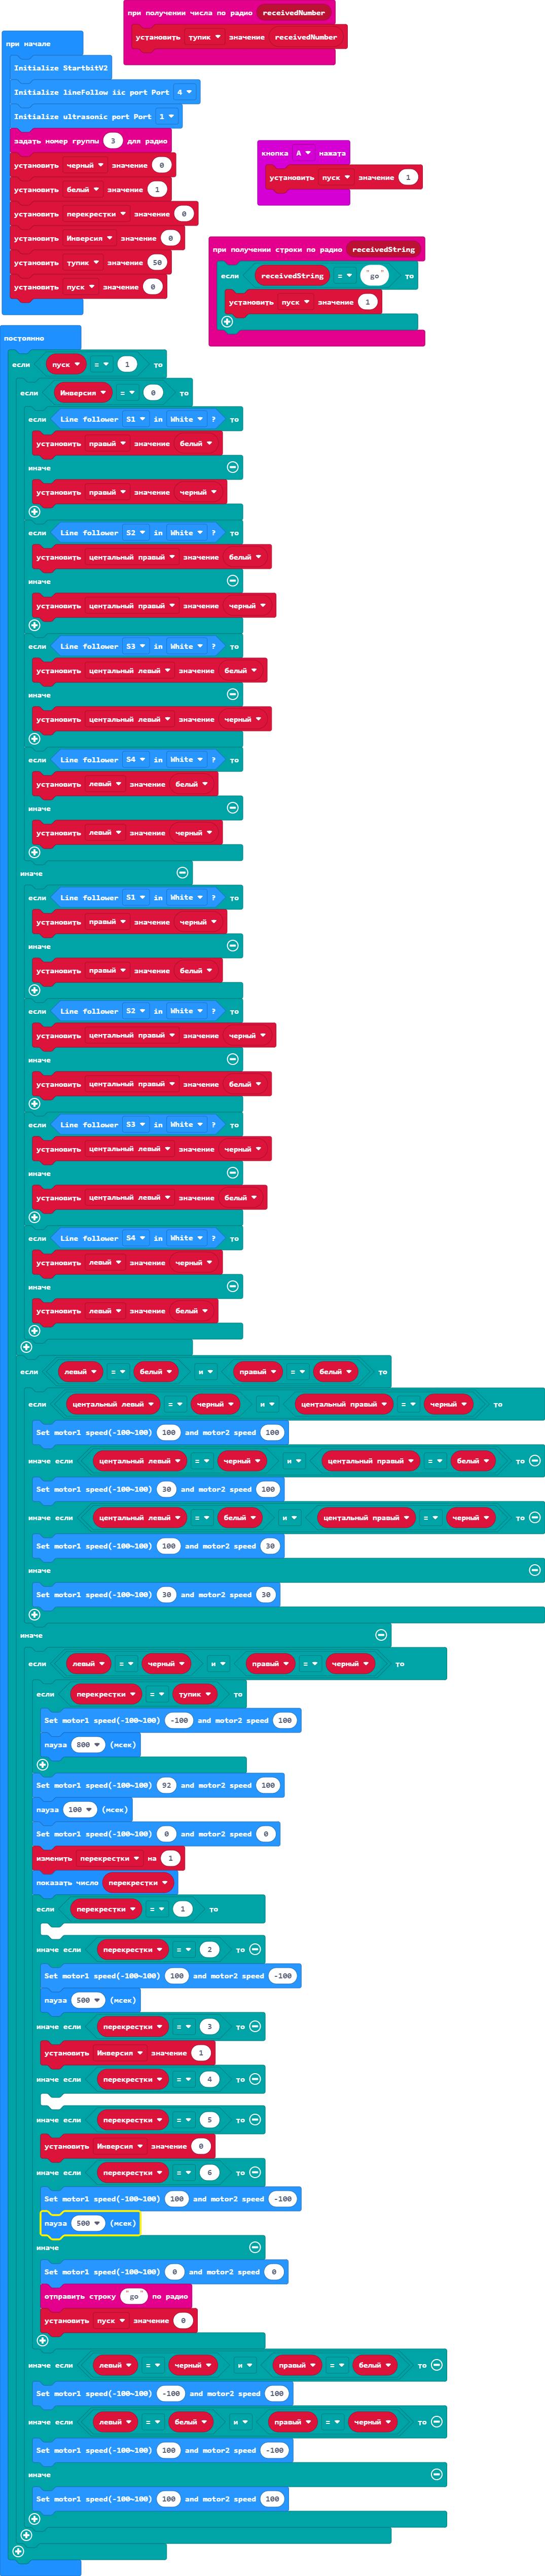 при получении числа по радио receivedNumber
установить тупик значение receivedNumber
при начале
Initialize StartbitV2
Initialize lineFollow iic port Port 4
Initialize ultrasonic port Port 1
задать номер группы 3 для радио
установить черный значение 0
установить белый значение 1
установить перекрестки значение 0
установить Инверсия значение 0
установить тупик значение 50
установить пуск значение 0
кнопка A нажата
установить пуск значение 1
при получении строки по радио receivedString
если receivedString = "go" то
установить пуск значение 1
постоянно
если пуск = 1 то
если Инверсия = 0 то
если Line follower S1 in White ? то
установить правый значение белый
иначе
установить правый значение черный
если Line follower S2 in White ? то
установить центральный правый значение белый
иначе
установить центральный правый значение черный
если Line follower S3 in White ? то
установить центральный левый значение белый
иначе
установить центральный левый значение черный
если Line follower S4 in White ? то
установить левый значение белый
иначе
установить левый значение черный
иначе
если Line follower S1 in White ? то
установить правый значение черный
иначе
установить правый значение белый
если Line follower S2 in White ? то
установить центральный правый значение черный
иначе
установить центральный правый значение белый
если Line follower S3 in White ? то
установить центральный левый значение черный
иначе
установить центральный левый значение белый
если Line follower S4 in White ? то
установить левый значение черный
иначе
установить левый значение белый
если левый = белый и правый = белый то
если центральный левый = черный и центральный правый = черный то
Set motor1 speed(-100~100) 100 and motor2 speed 100
иначе если центральный левый = черный и центральный правый = белый то
Set motor1 speed(-100~100) 30 and motor2 speed 100
иначе если центральный левый = белый и центральный правый = черный то
Set motor1 speed(-100~100) 100 and motor2 speed 30
иначе
Set motor1 speed(-100~100) 30 and motor2 speed 30
иначе
если левый = черный и правый = черный то
если перекрестки = тупик то
Set motor1 speed(-100~100) -100 and motor2 speed 100
пауза 800 (мсек)
Set motor1 speed(-100~100) 92 and motor2 speed 100
пауза 100 (мсек)
Set motor1 speed(-100~100) 0 and motor2 speed 0
изменить перекрестки на 1
показать число перекрестки
если перекрестки = 1 то
иначе если перекрестки = 2 то
Set motor1 speed(-100~100) 100 and motor2 speed -100
пауза 500 (мсек)
иначе если перекрестки = 3 то
установить Инверсия значение 1
иначе если перекрестки = 4 то
иначе если перекрестки = 5 то
установить Инверсия значение 0
иначе если перекрестки = 6 то
Set motor1 speed(-100~100) 100 and motor2 speed -100
пауза 500 (мсек)
иначе
Set motor1 speed(-100~100) 0 and motor2 speed 0
отправить строку "go" по радио
установить пуск значение 0
иначе если левый = черный и правый = белый то
Set motor1 speed(-100~100) -100 and motor2 speed 100
иначе если левый = белый и правый = черный то
Set motor1 speed(-100~100) 100 and motor2 speed -100
иначе
Set motor1 speed(-100~100) 100 and motor2 speed 100